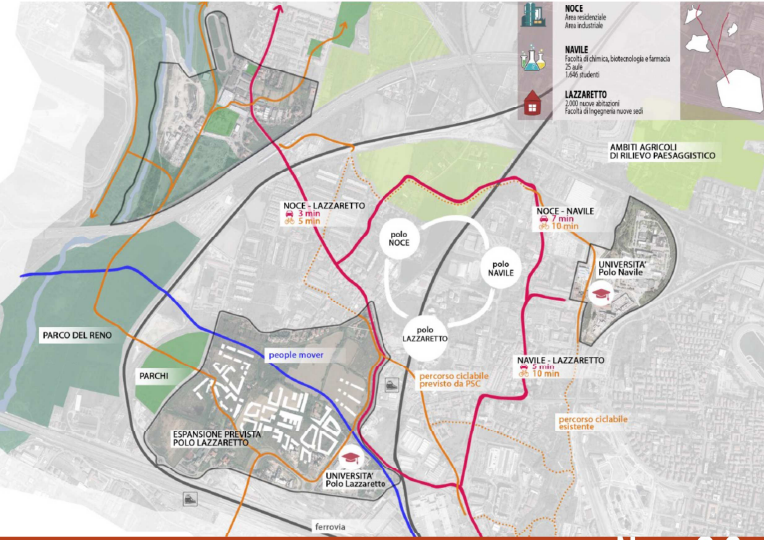 NOCE
Area residenziale
Area industriale
NAVILE
Facoltà di chimica, biotecnologia e farmacia
25 aule
1.646 studenti
LAZZARETTO
2.000 nuove abitazioni
Facoltà di Ingegneria nuove sedi
AMBITI AGRICOLI
DI RILIEVO PAESAGGISTICO
NOCE - LAZZARETTO
3 min
5 min
NOCE - NAVILE
7 min
10 min
polo
NOCE
polo
NAVILE
polo
LAZZARETTO
UNIVERSITA'
Polo Navile
PARCO DEL RENO
people mover
PARCHI
NAVILE - LAZZARETTO
5 min
10 min
percorso ciclabile
previsto da PSC
percorso ciclabile
esistente
ESPANSIONE PREVISTA
POLO LAZZARETTO
UNIVERSITA'
Polo Lazzaretto
ferrovia